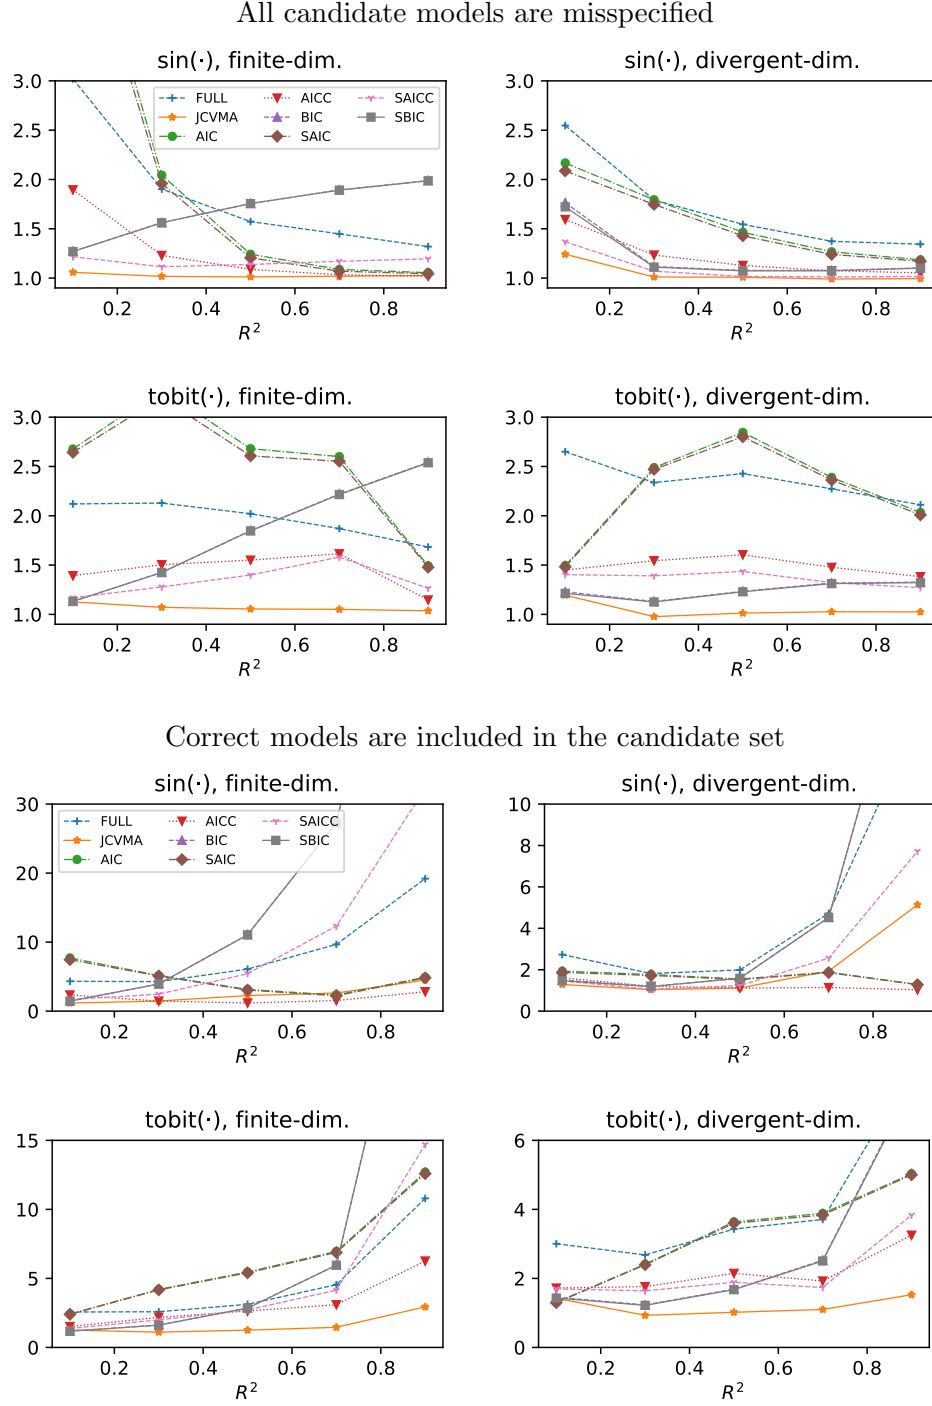 All candidate models are misspecified
sin(·), finite-dim.
3.0
2.5
2.0
1.5
1.0
FULL
JCVMA
AIC
AICC
BIC
SAIC
SAICC
SBIC
0.2 0.4 0.6 0.8
R²
sin(·), divergent-dim.
3.0
2.5
2.0
1.5
1.0
0.2 0.4 0.6 0.8
R²
tobit(·), finite-dim.
3.0
2.5
2.0
1.5
1.0
0.2 0.4 0.6 0.8
R²
tobit(·), divergent-dim.
3.0
2.5
2.0
1.5
1.0
0.2 0.4 0.6 0.8
R²
Correct models are included in the candidate set
sin(·), finite-dim.
30
20
10
0
FULL
JCVMA
AIC
AICC
BIC
SAIC
SAICC
SBIC
0.2 0.4 0.6 0.8
R²
sin(·), divergent-dim.
10
8
6
4
2
0
0.2 0.4 0.6 0.8
R²
tobit(·), finite-dim.
15
10
5
0
0.2 0.4 0.6 0.8
R²
tobit(·), divergent-dim.
6
4
2
0
0.2 0.4 0.6 0.8
R²